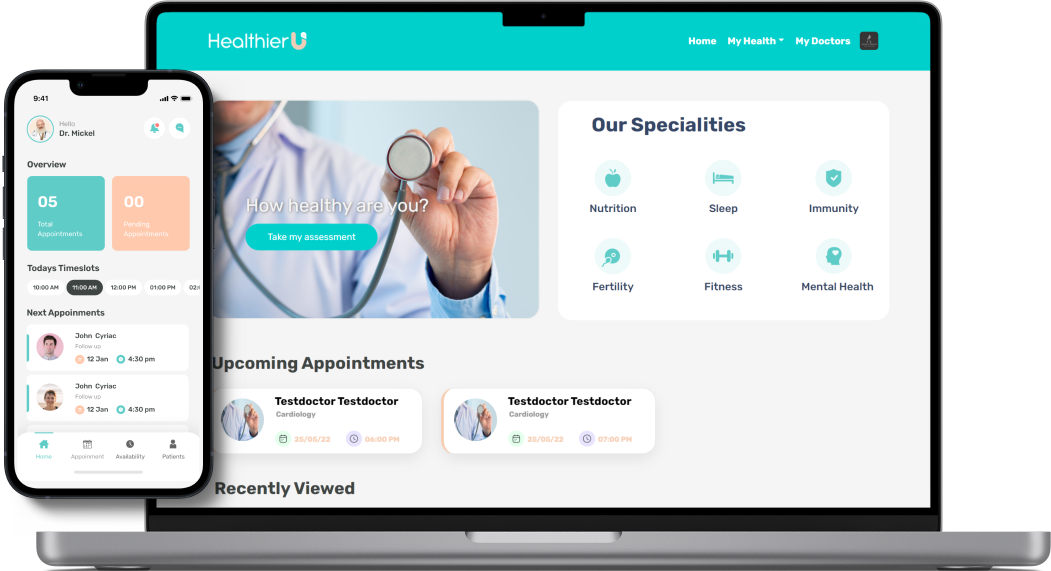 HealthierU
Home My Health My Doctors
9:41
Hello
Dr. Mickel
Overview
05
Total
Appointments
00
Pending
Appointments
Todays Timeslots
10:00 AM 11:00 AM 12:00 PM 01:00 PM 02:
Next Appoinments
John Cyriac
Follow up
12 Jan 4:30 pm
John Cyriac
Follow up
12 Jan 4:30 pm
Home Appoinment Availability Patients
How healthy are you?
Take my assessment
Our Specialities
Nutrition Sleep Immunity
Fertility Fitness Mental Health
Upcoming Appointments
Testdoctor Testdoctor
Cardiology
25/05/22 06:00 PM
Testdoctor Testdoctor
Cardiology
25/05/22 07:00 PM
Recently Viewed